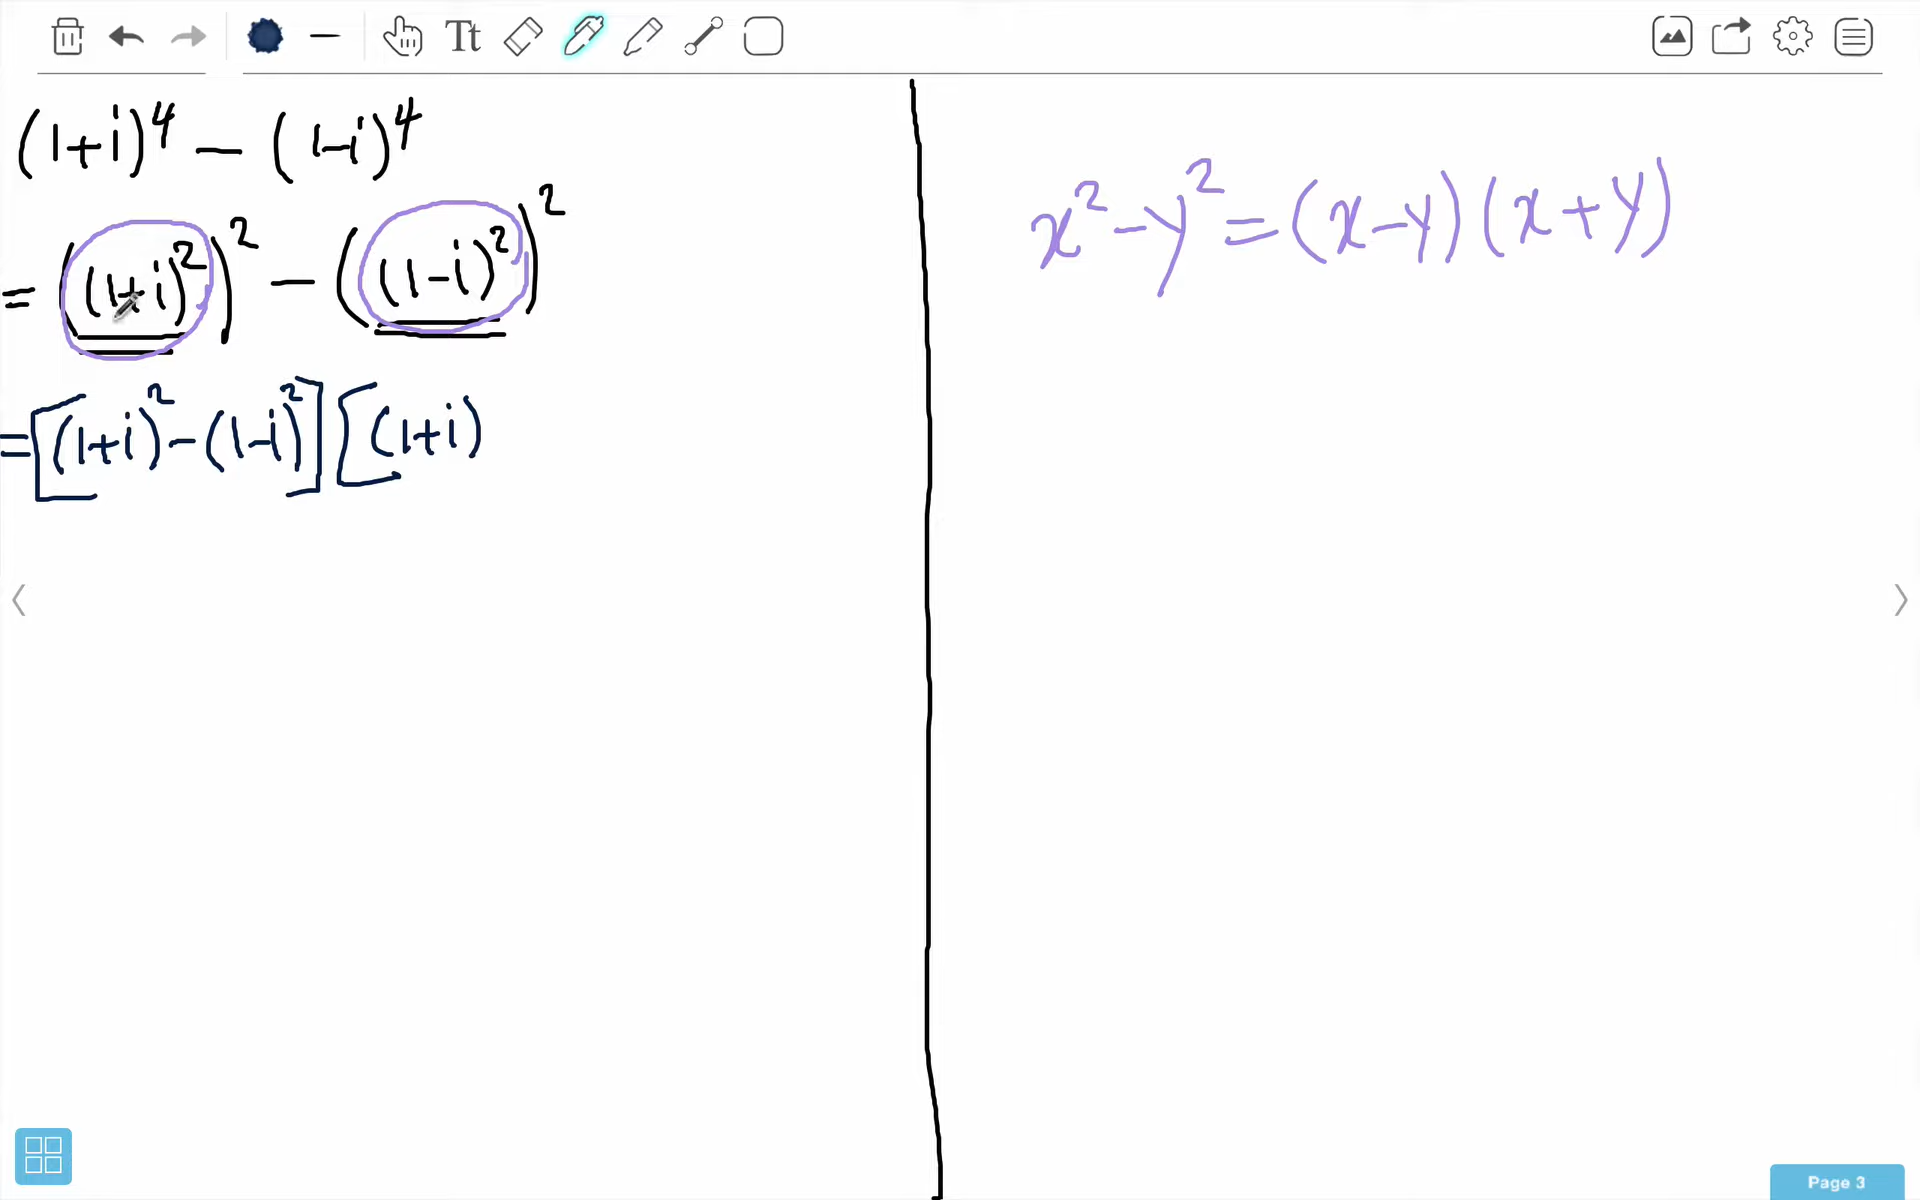 Tt
(1+i)⁴ − (1-i)⁴
= ((1+i)²)² − ((1-i)²)²
= [(1+i)² - (1-i)²] [(1+i)
x² - y² = (x-y)(x+y)
Page 3